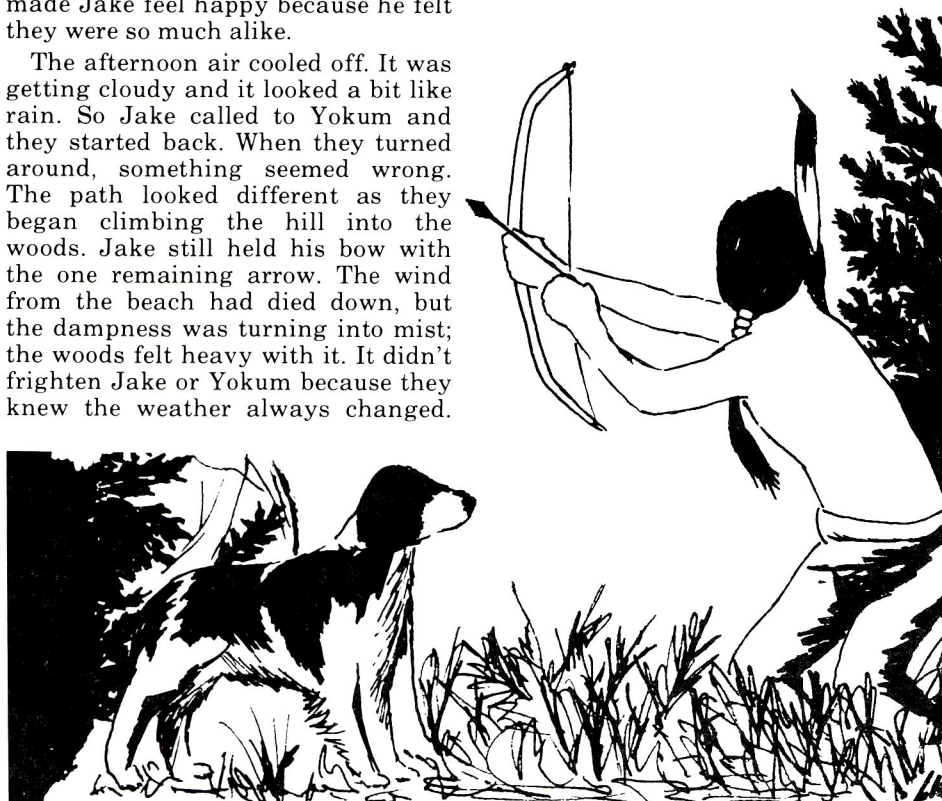 made Jake feel happy because he felt
they were so much alike.
The afternoon air cooled off. It was
getting cloudy and it looked a bit like
rain. So Jake called to Yokum and
they started back. When they turned
around, something seemed wrong.
The path looked different as they
began climbing the hill into the
woods. Jake still held his bow with
the one remaining arrow. The wind
from the beach had died down, but
the dampness was turning into mist;
the woods felt heavy with it. It didn't
frighten Jake or Yokum because they
knew the weather always changed.